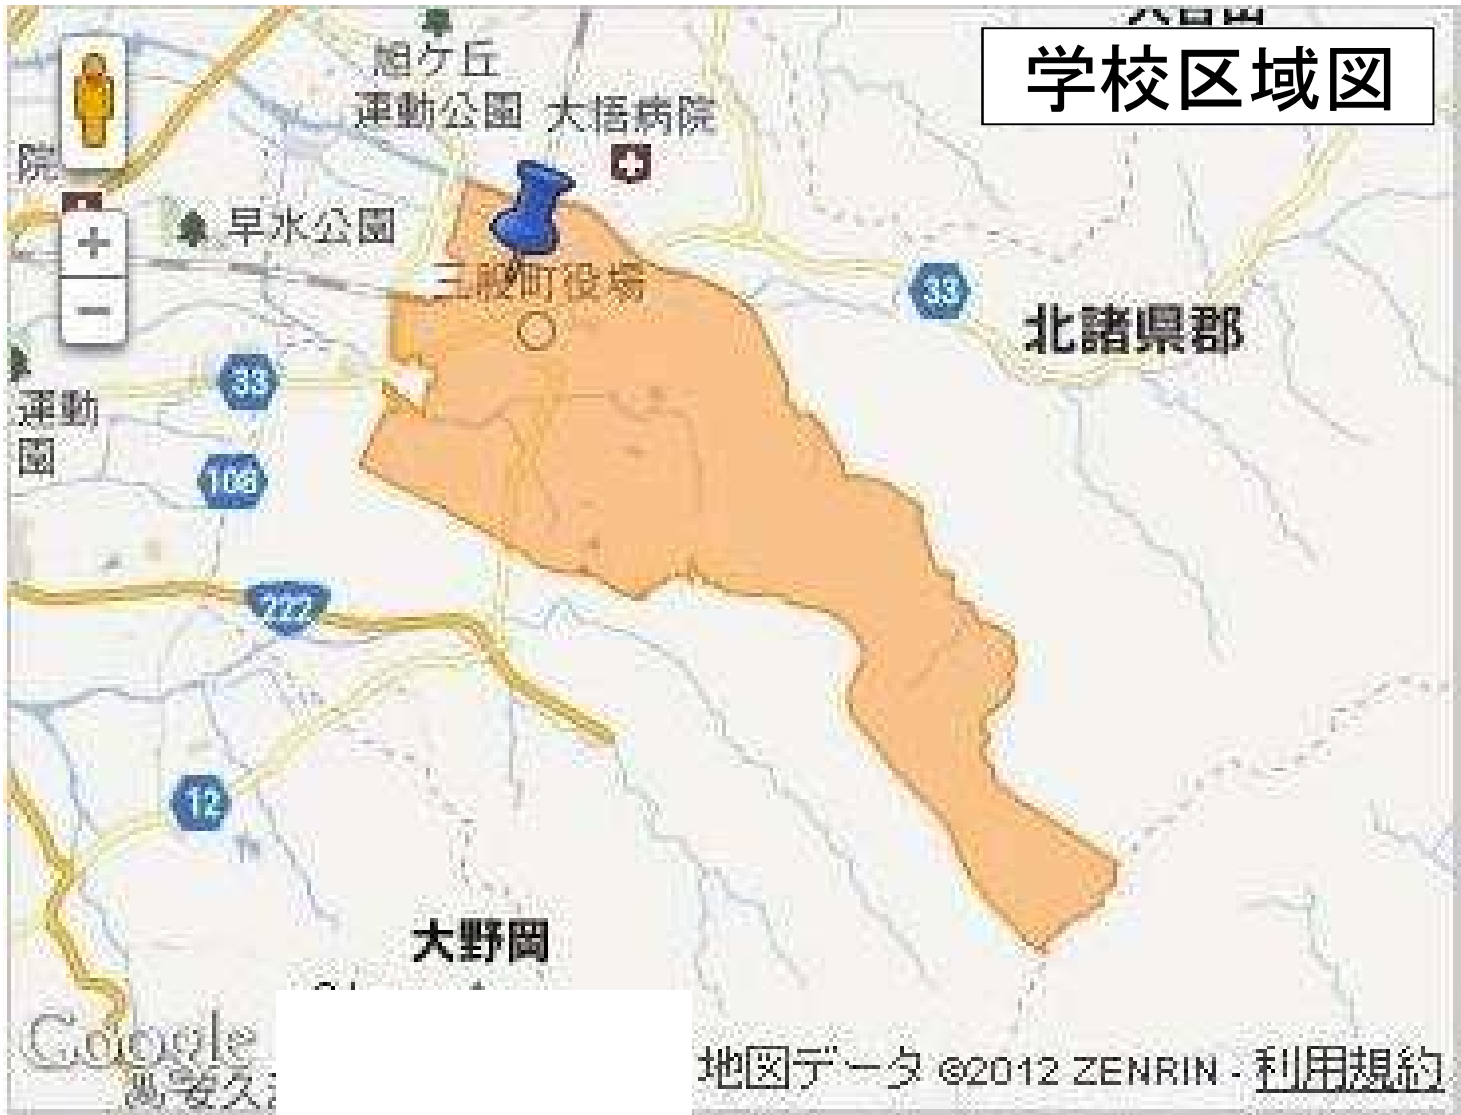 旭ケ丘
運動公園
大悟病院
学校区域図
院
早水公園
+
三股町役場
33
北諸県郡
−
33
運動
園
108
222
12
大野岡
Google
地図データ ©2012 ZENRIN - 利用規約